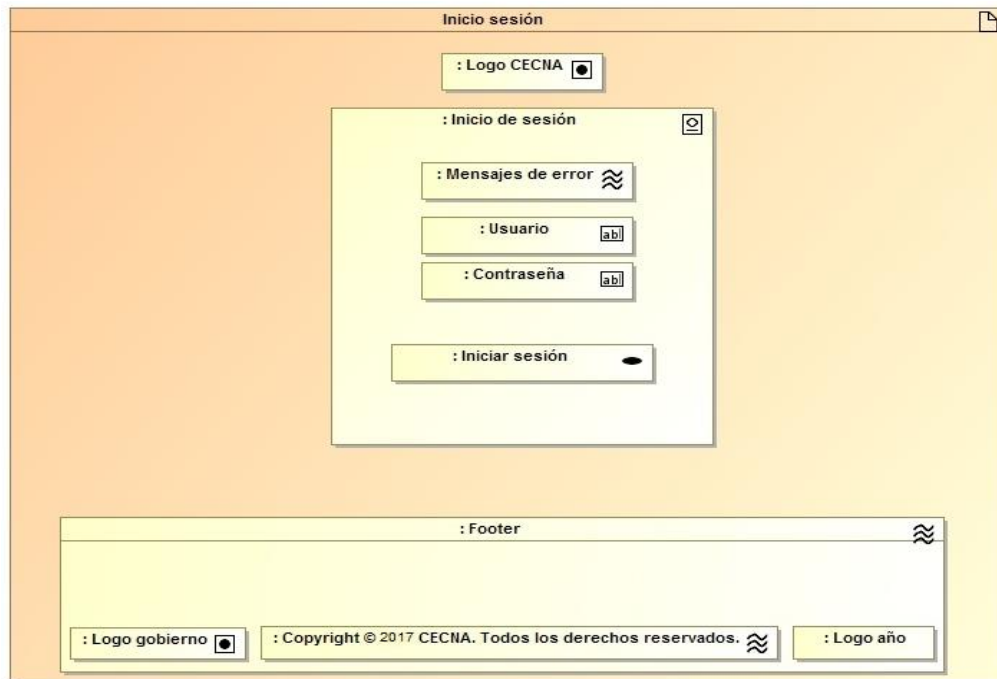 Inicio sesión
: Logo CECNA
: Inicio de sesión
: Mensajes de error
: Usuario
abl
: Contraseña
abl
: Iniciar sesión
: Footer
: Logo gobierno
: Copyright © 2017 CECNA. Todos los derechos reservados.
: Logo año